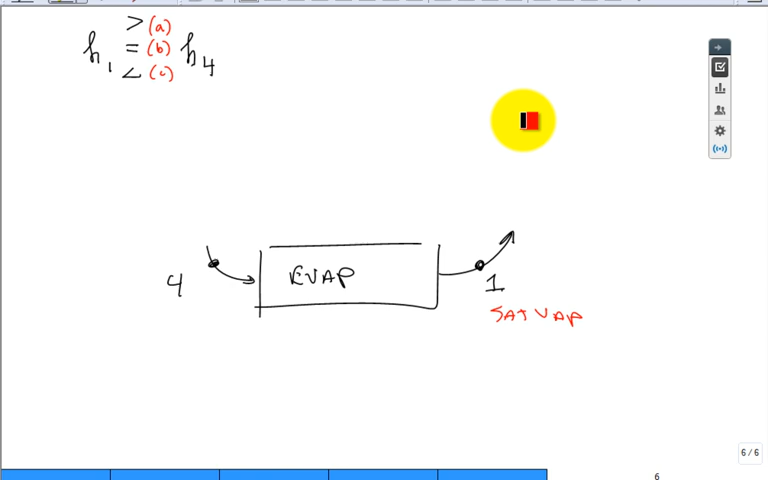 > (a)
h₁ = (b) h₄
< (c)
EVAP
4
1
SAT VAP
6 / 6
6